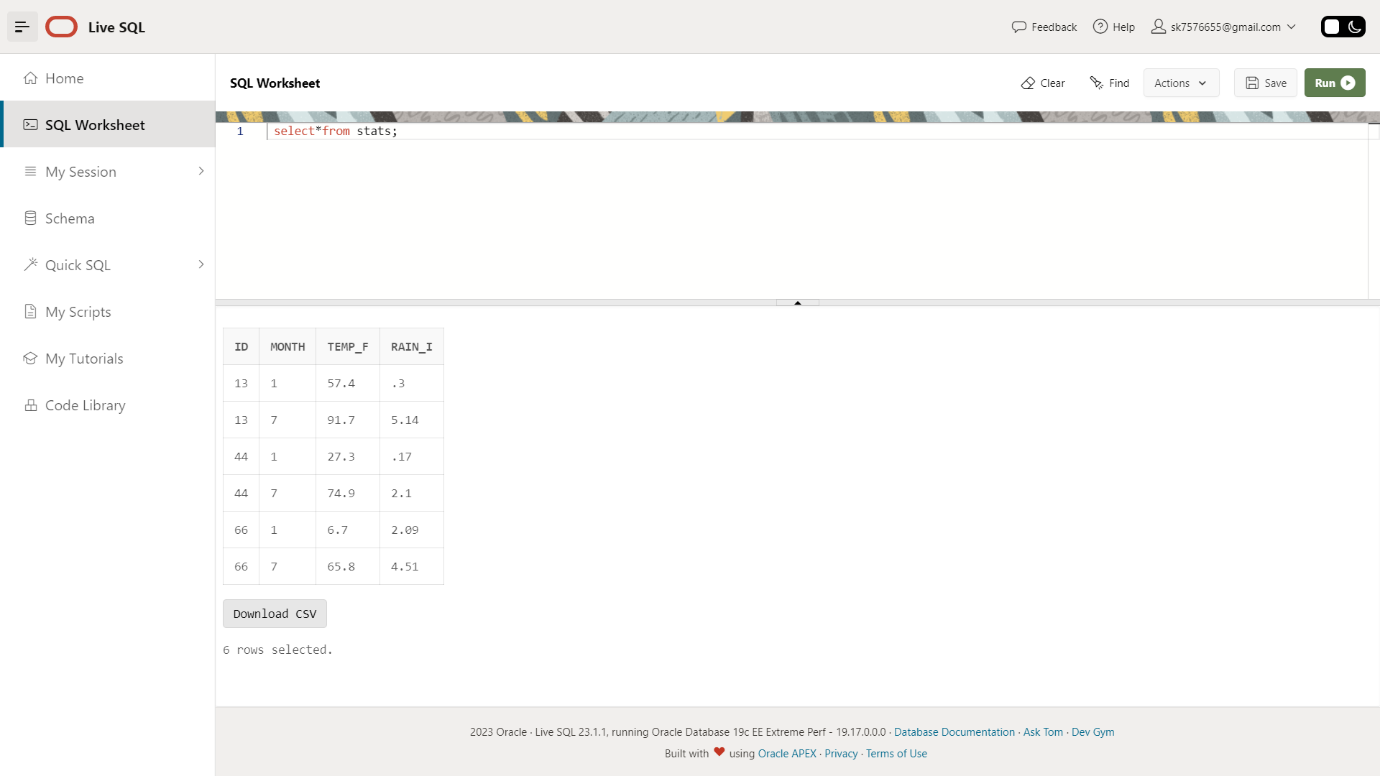 Live SQL
Feedback
Help
sk7576655@gmail.com
Home
SQL Worksheet
My Session
Schema
Quick SQL
My Scripts
My Tutorials
Code Library
SQL Worksheet
Clear
Find
Actions
Save
Run
1 select*from stats;
ID MONTH TEMP_F RAIN_I
13 1 57.4 .3
13 7 91.7 5.14
44 1 27.3 .17
44 7 74.9 2.1
66 1 6.7 2.09
66 7 65.8 4.51
Download CSV
6 rows selected.
2023 Oracle · Live SQL 23.1.1, running Oracle Database 19c EE Extreme Perf - 19.17.0.0.0 · Database Documentation · Ask Tom · Dev Gym
Built with ❤ using Oracle APEX · Privacy · Terms of Use